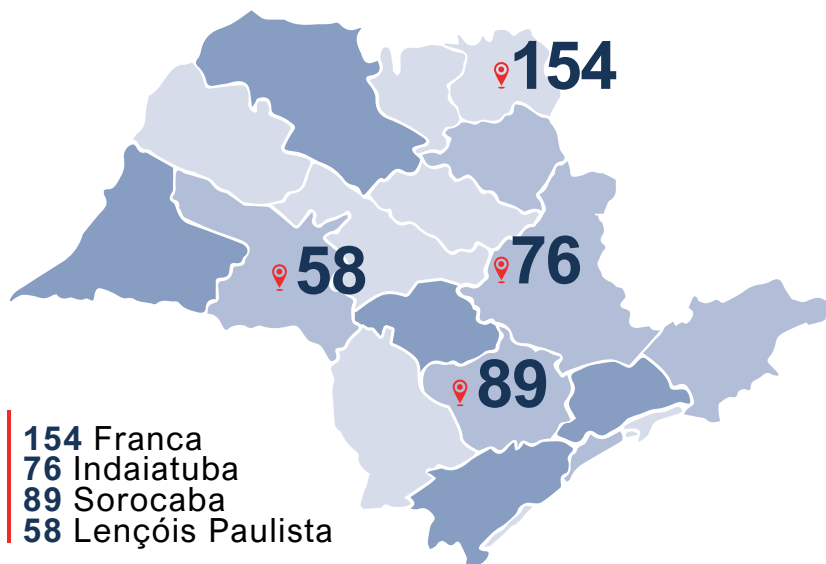 154
58
76
89
154 Franca
76 Indaiatuba
89 Sorocaba
58 Lençóis Paulista